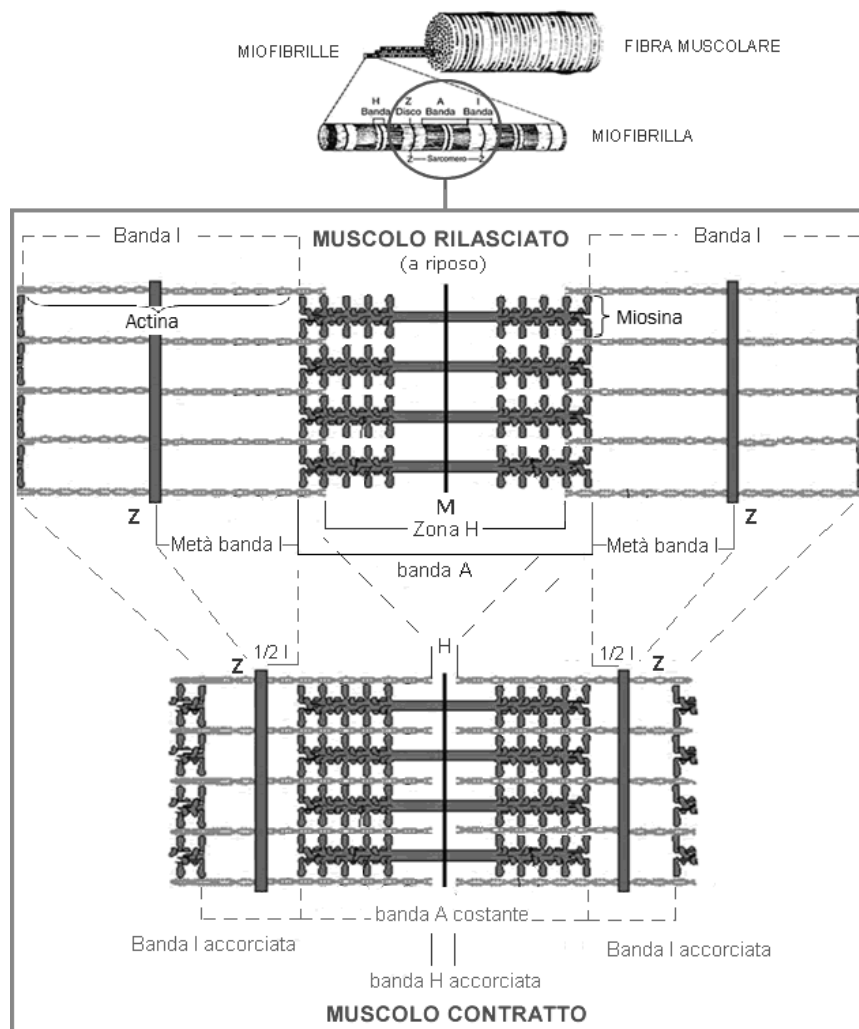 MIOFIBRILLE
FIBRA MUSCOLARE
H Banda
Z Disco
A Banda
I Banda
MIOFIBRILLA
Z — Sarcomero — Z
Banda I
MUSCOLO RILASCIATO
(a riposo)
Banda I
Actina
Miosina
Z
M
Z
Zona H
Metà banda I
Metà banda I
banda A
Z
1/2 I
H
1/2 I
Z
banda A costante
Banda I accorciata
Banda I accorciata
banda H accorciata
MUSCOLO CONTRATTO